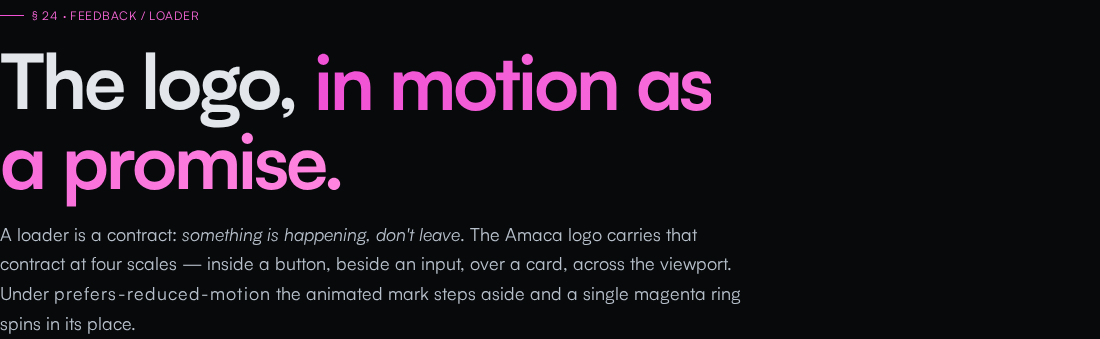 § 24 · FEEDBACK / LOADER
The logo, in motion as
a promise.
A loader is a contract: something is happening, don't leave. The Amaca logo carries that
contract at four scales — inside a button, beside an input, over a card, across the viewport.
Under prefers-reduced-motion the animated mark steps aside and a single magenta ring
spins in its place.